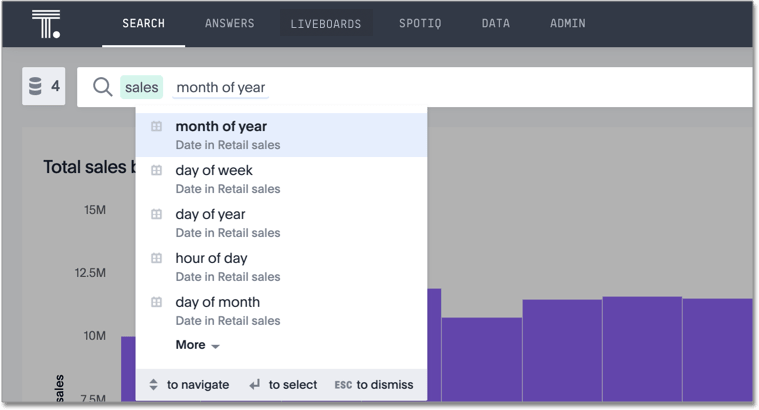 T.
SEARCH ANSWERS LIVEBOARDS SPOTIQ DATA ADMIN
4 sales month of year
month of year
Date in Retail sales
day of week
Date in Retail sales
day of year
Date in Retail sales
hour of day
Date in Retail sales
day of month
Date in Retail sales
More
to navigate to select ESC to dismiss
Total sales b
15M
12.5M
10M
7.5M
sales